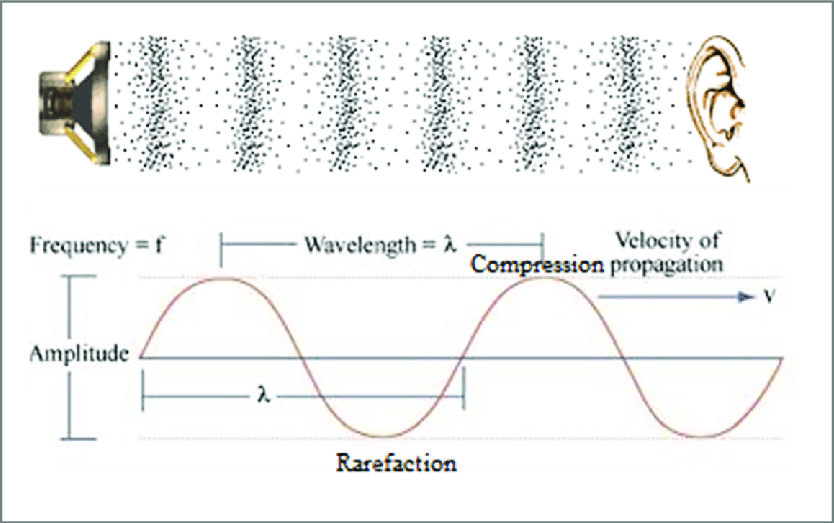 Frequency = f
Wavelength = λ
Velocity of
Compression propagation
V
Amplitude
λ
Rarefaction